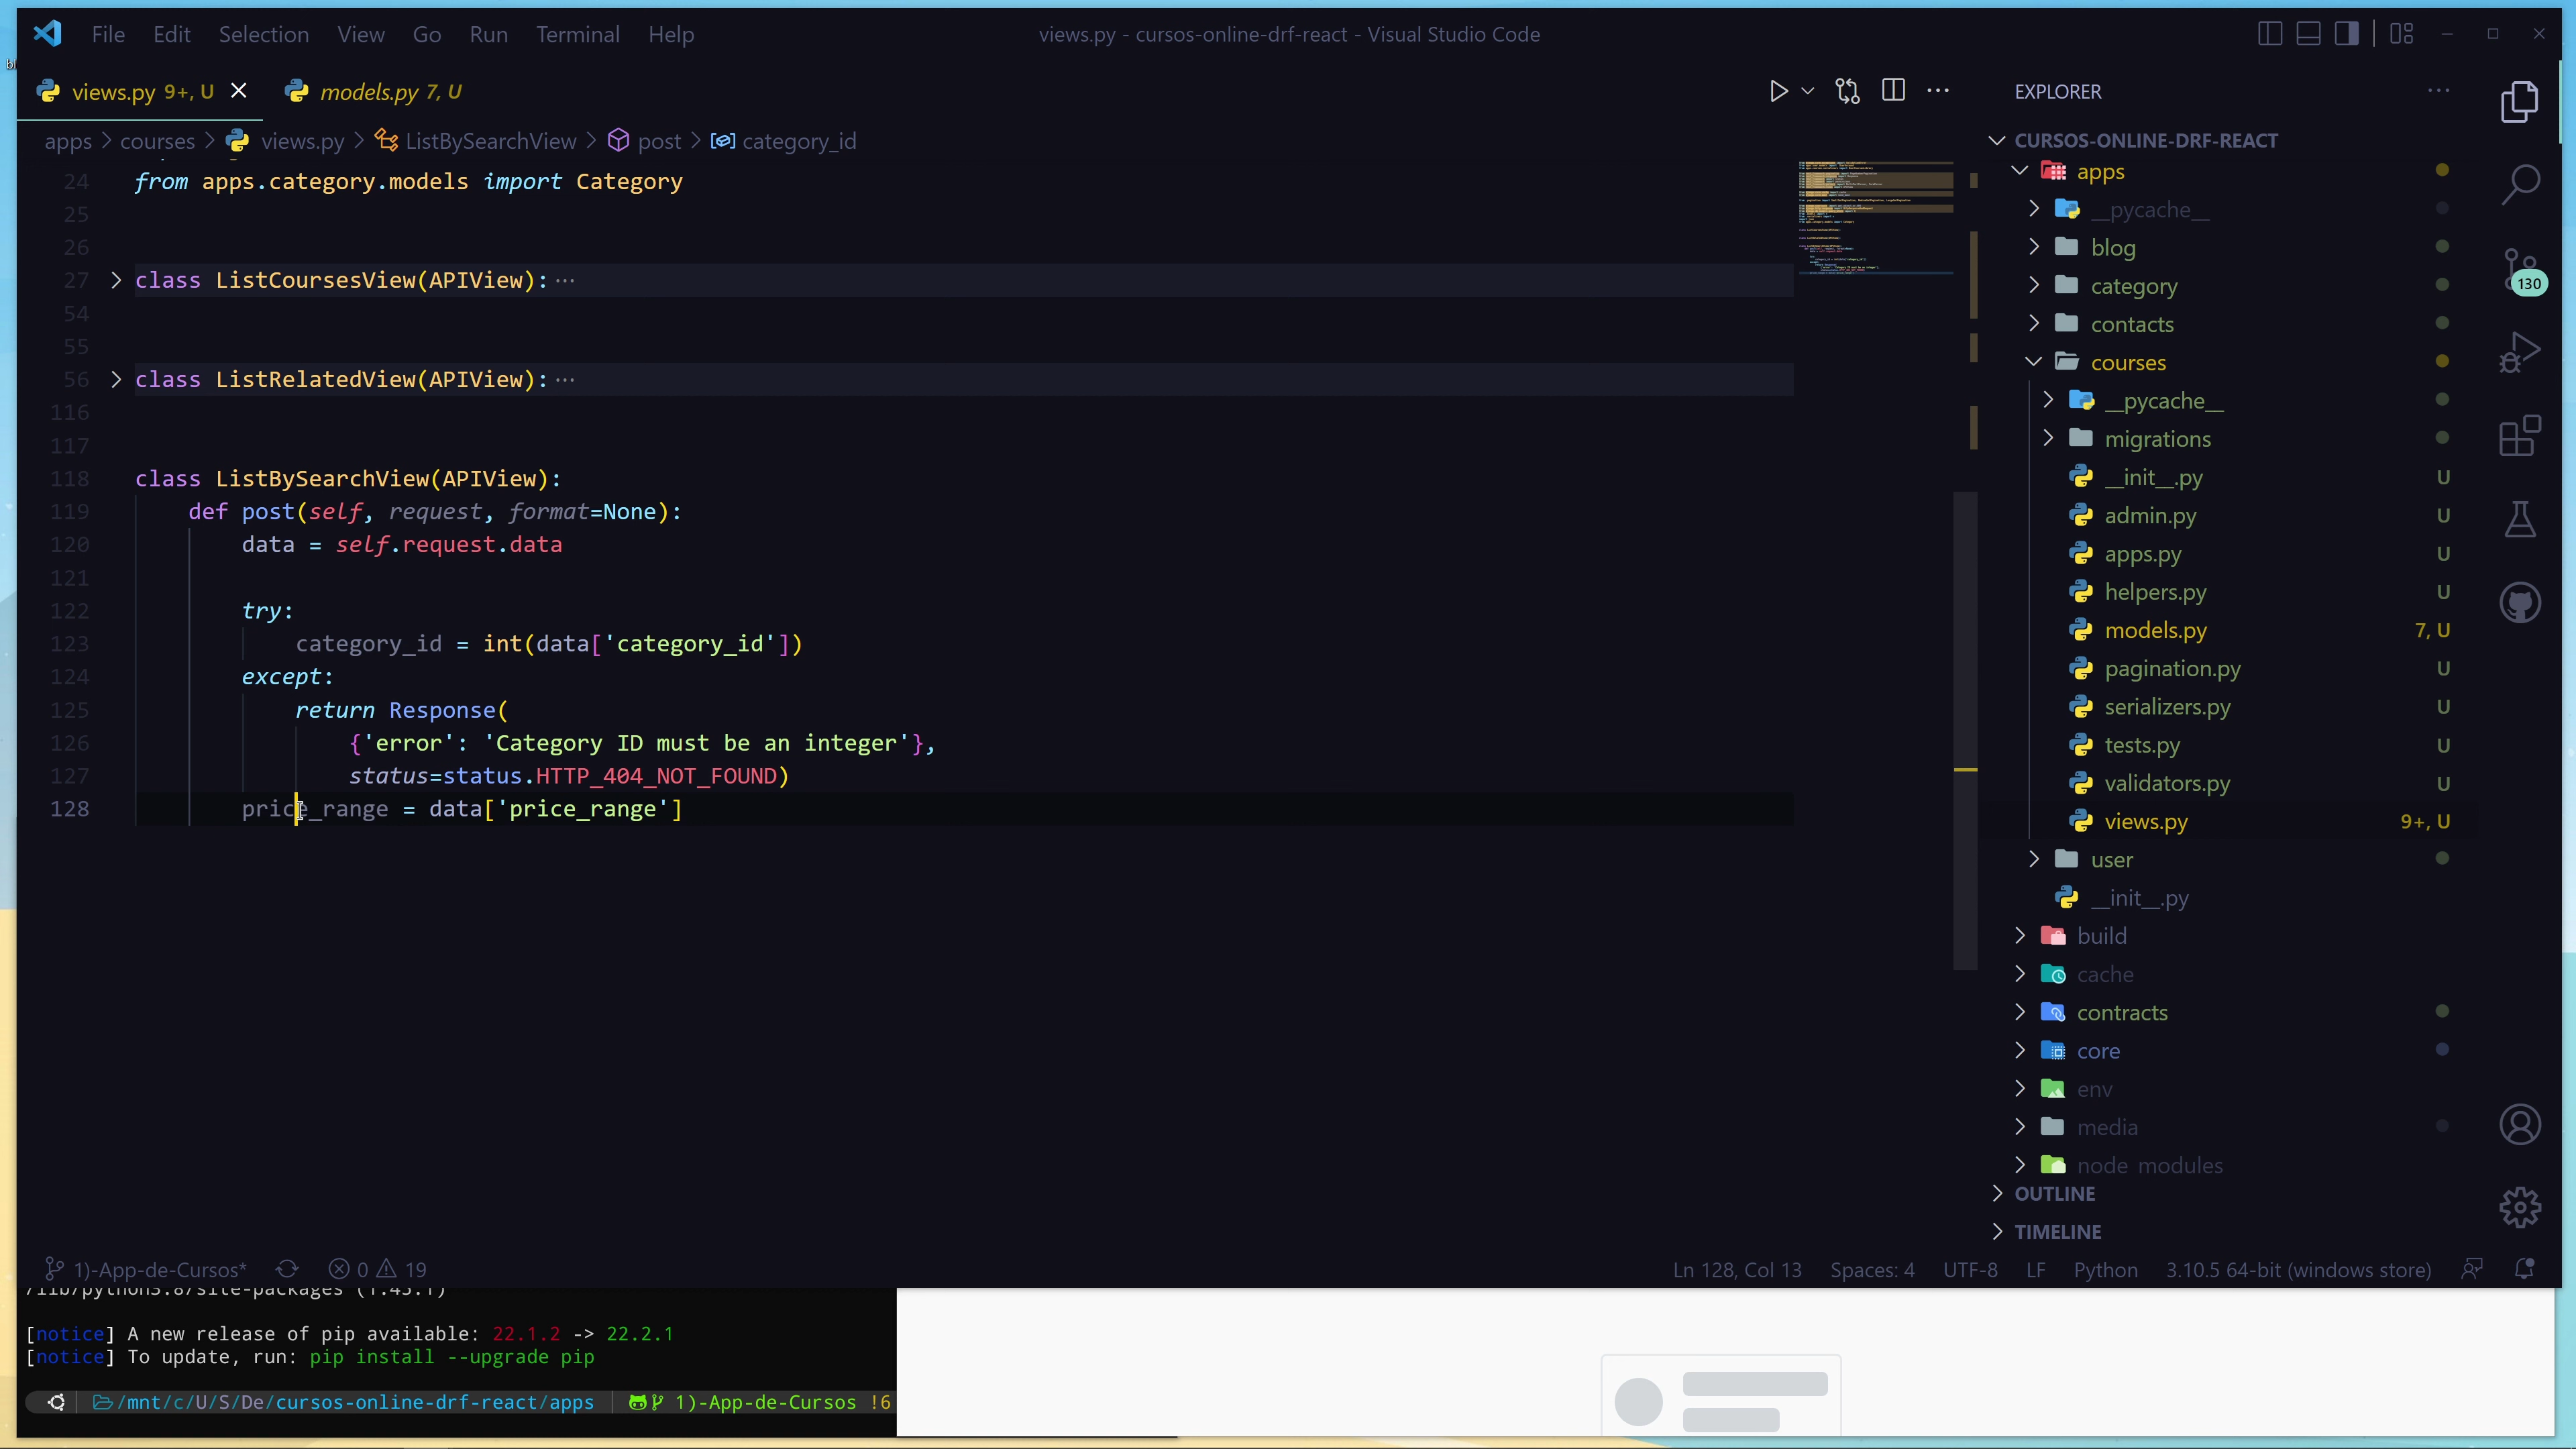 File Edit Selection View Go Run Terminal Help
views.py - cursos-online-drf-react - Visual Studio Code
views.py 9+, U
models.py 7, U
EXPLORER
apps > courses > views.py > ListBySearchView > post > category_id
24 from apps.category.models import Category
25
26
27 class ListCoursesView(APIView): ...
54
55
56 class ListRelatedView(APIView): ...
116
117
118 class ListBySearchView(APIView):
119 def post(self, request, format=None):
120 data = self.request.data
121
122 try:
123 category_id = int(data['category_id'])
124 except:
125 return Response(
126 {'error': 'Category ID must be an integer'},
127 status=status.HTTP_404_NOT_FOUND)
128 price_range = data['price_range']
CURSOS-ONLINE-DRF-REACT
apps
__pycache__
blog
category
contacts
courses
__pycache__
migrations
__init__.py U
admin.py U
apps.py U
helpers.py U
models.py 7, U
pagination.py U
serializers.py U
tests.py U
validators.py U
views.py 9+, U
user
__init__.py
build
cache
contracts
core
env
media
node_modules
OUTLINE
TIMELINE
130
1)-App-de-Cursos* 0 19
Ln 128, Col 13 Spaces: 4 UTF-8 LF Python 3.10.5 64-bit (windows store)
/lib/python3.8/site-packages (1.45.1)
[notice] A new release of pip available: 22.1.2 -> 22.2.1
[notice] To update, run: pip install --upgrade pip
/mnt/c/U/S/De/cursos-online-drf-react/apps 1)-App-de-Cursos !6